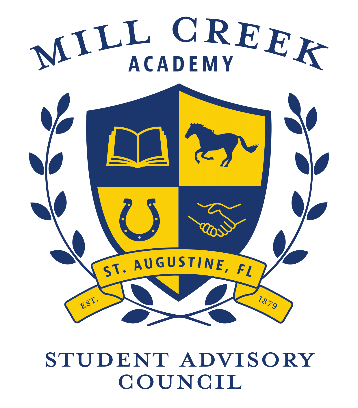 MILL CREEK
ACADEMY
ST. AUGUSTINE, FL
EST. 1879
STUDENT ADVISORY
COUNCIL